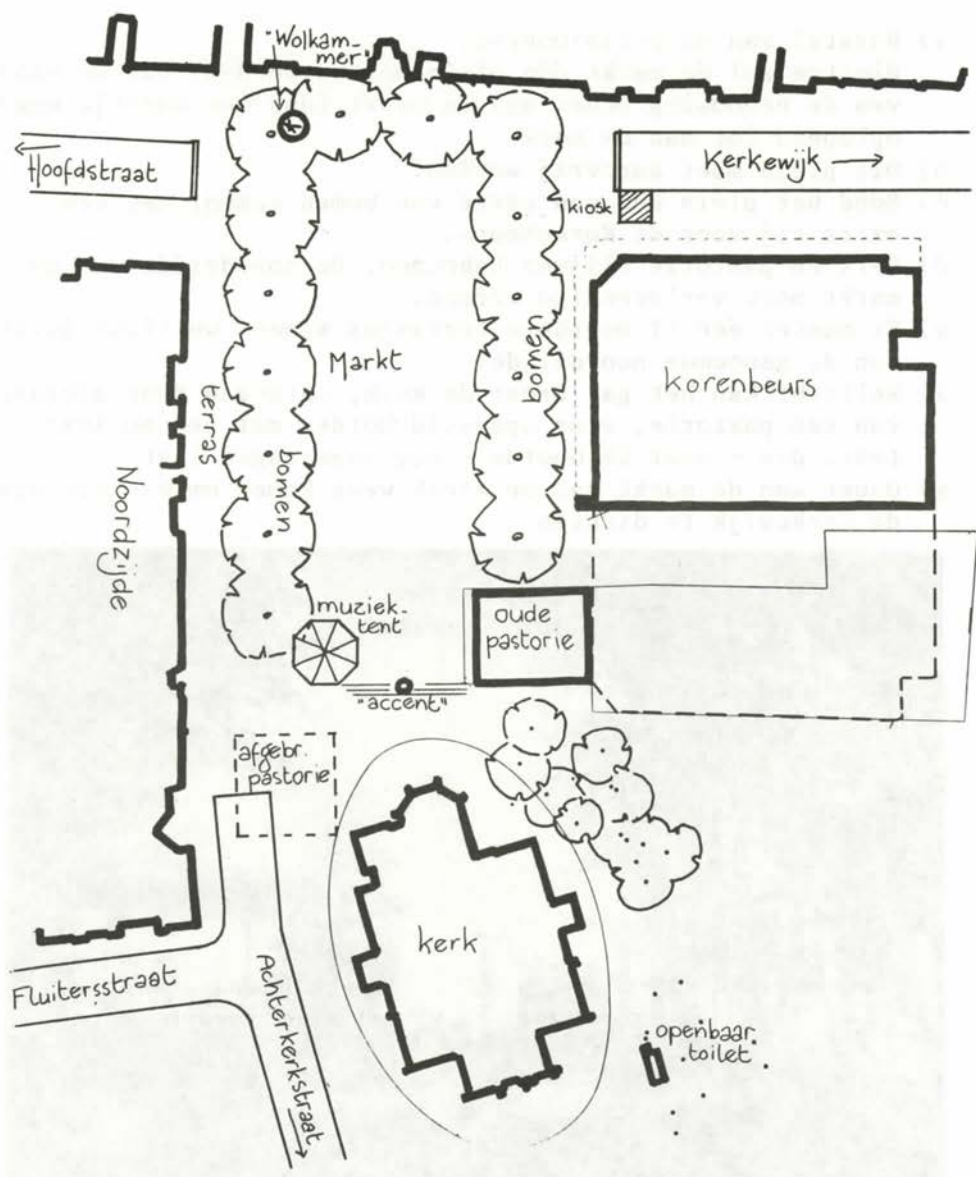 "Wolkam-
mer"
Hoofdstraat
Kerkewijk
kiosk
Markt
bomen
terras
bomen
Korenbeurs
Noordzijde
muziek-
tent
oude
pastorie
"accent"
afgebr.
pastorie
kerk
Fluitersstraat
Achterkerkstraat
openbaar
toilet